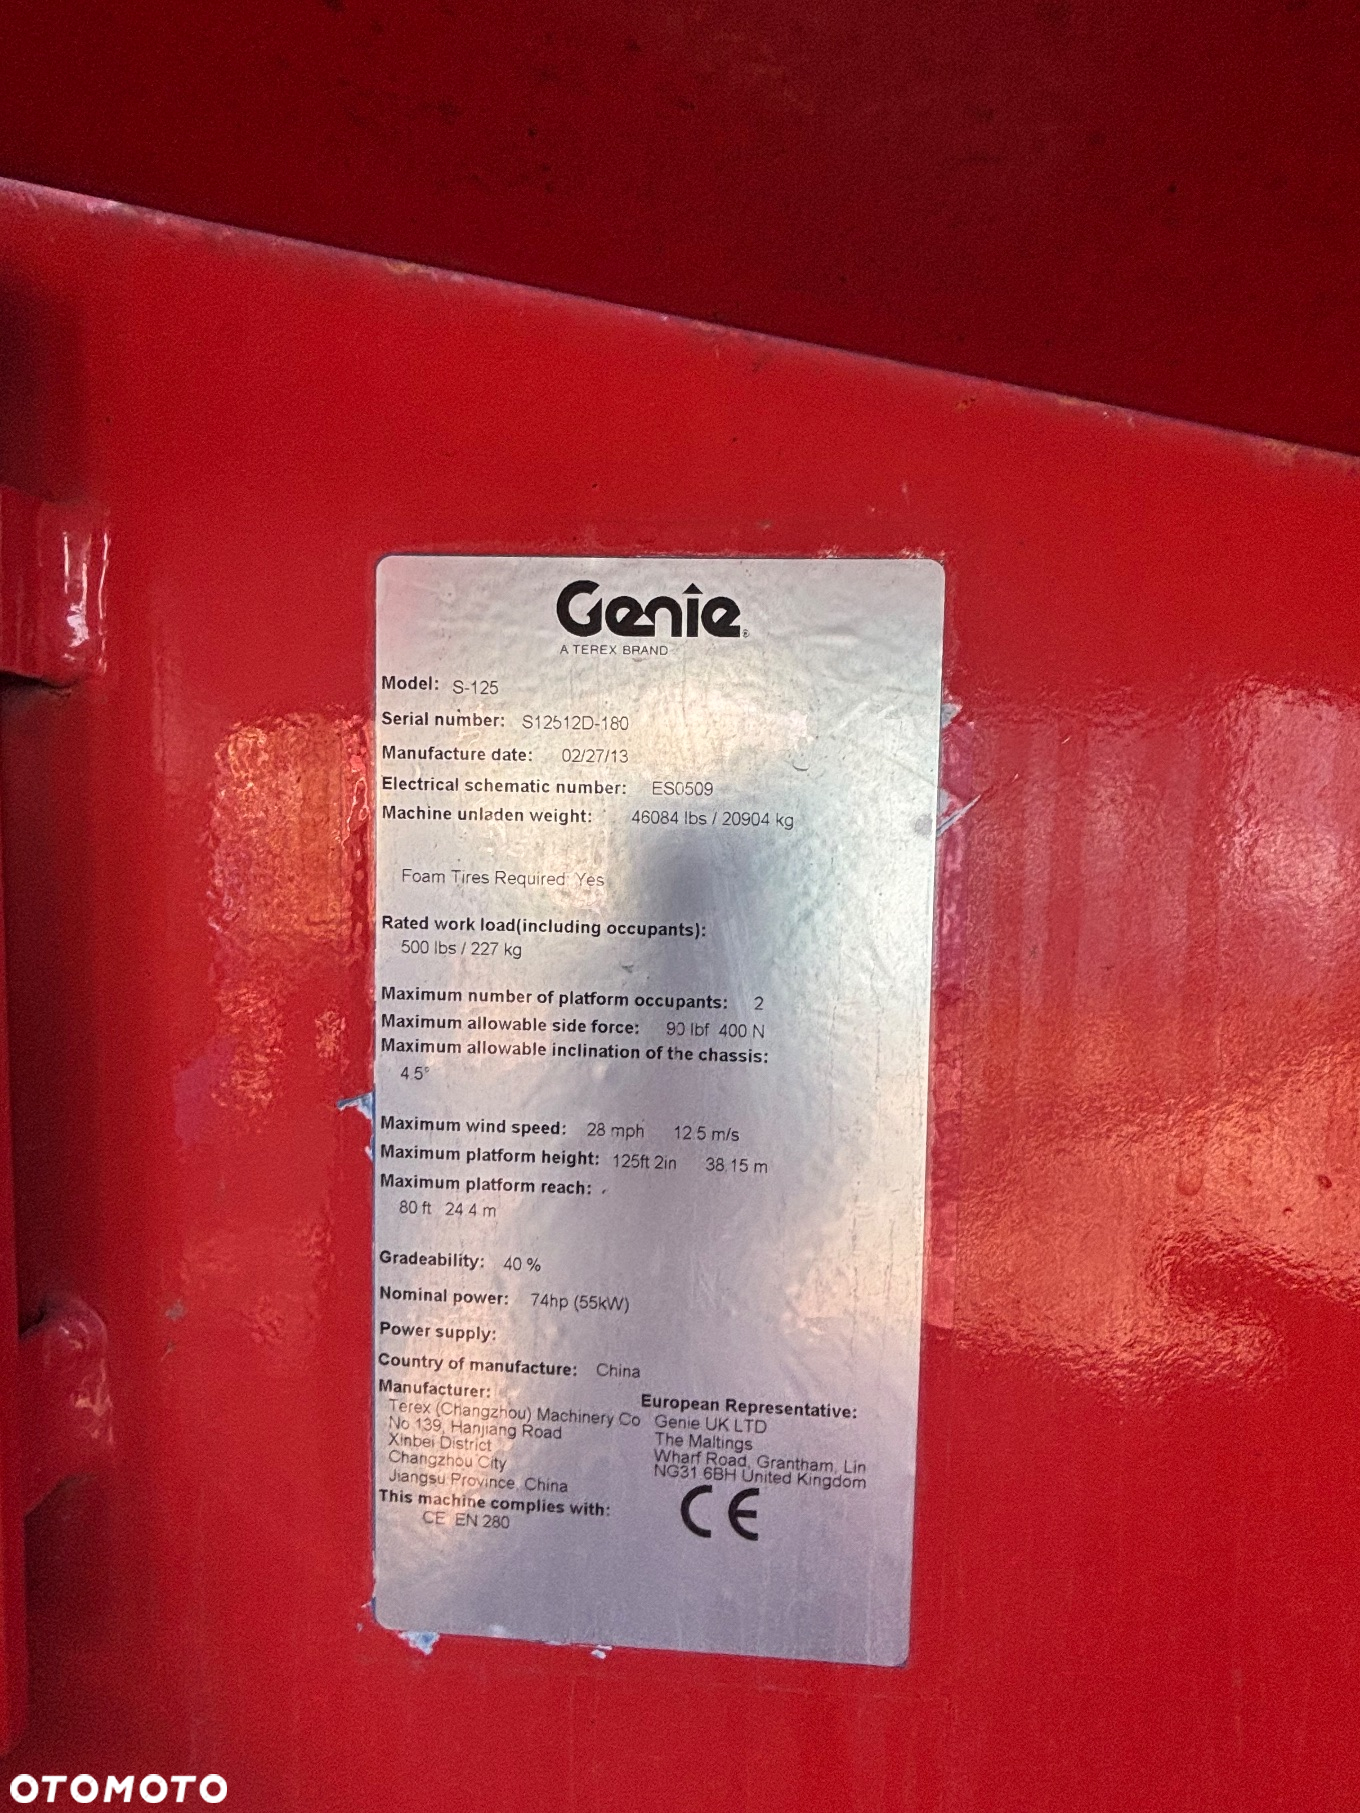 Genie
A TEREX BRAND
Model: S-125
Serial number: S12512D-180
Manufacture date: 02/27/13
Electrical schematic number: ES0509
Machine unladen weight: 46084 lbs / 20904 kg
Foam Tires Required: Yes
Rated work load(including occupants):
500 lbs / 227 kg
Maximum number of platform occupants: 2
Maximum allowable side force: 90 lbf 400 N
Maximum allowable inclination of the chassis:
4.5°
Maximum wind speed: 28 mph 12.5 m/s
Maximum platform height: 125ft 2in 38.15 m
Maximum platform reach:
80 ft 24.4 m
Gradeability: 40 %
Nominal power: 74hp (55kW)
Power supply:
Country of manufacture: China
Manufacturer:
Terex (Changzhou) Machinery Co
No 139, Hanjiang Road
Xinbei District
Changzhou City
Jiangsu Province, China
European Representative:
Genie UK LTD
The Maltings
Wharf Road, Grantham, Lin
NG31 6BH United Kingdom
This machine complies with:
CE EN 280
CE
OTOMOTO